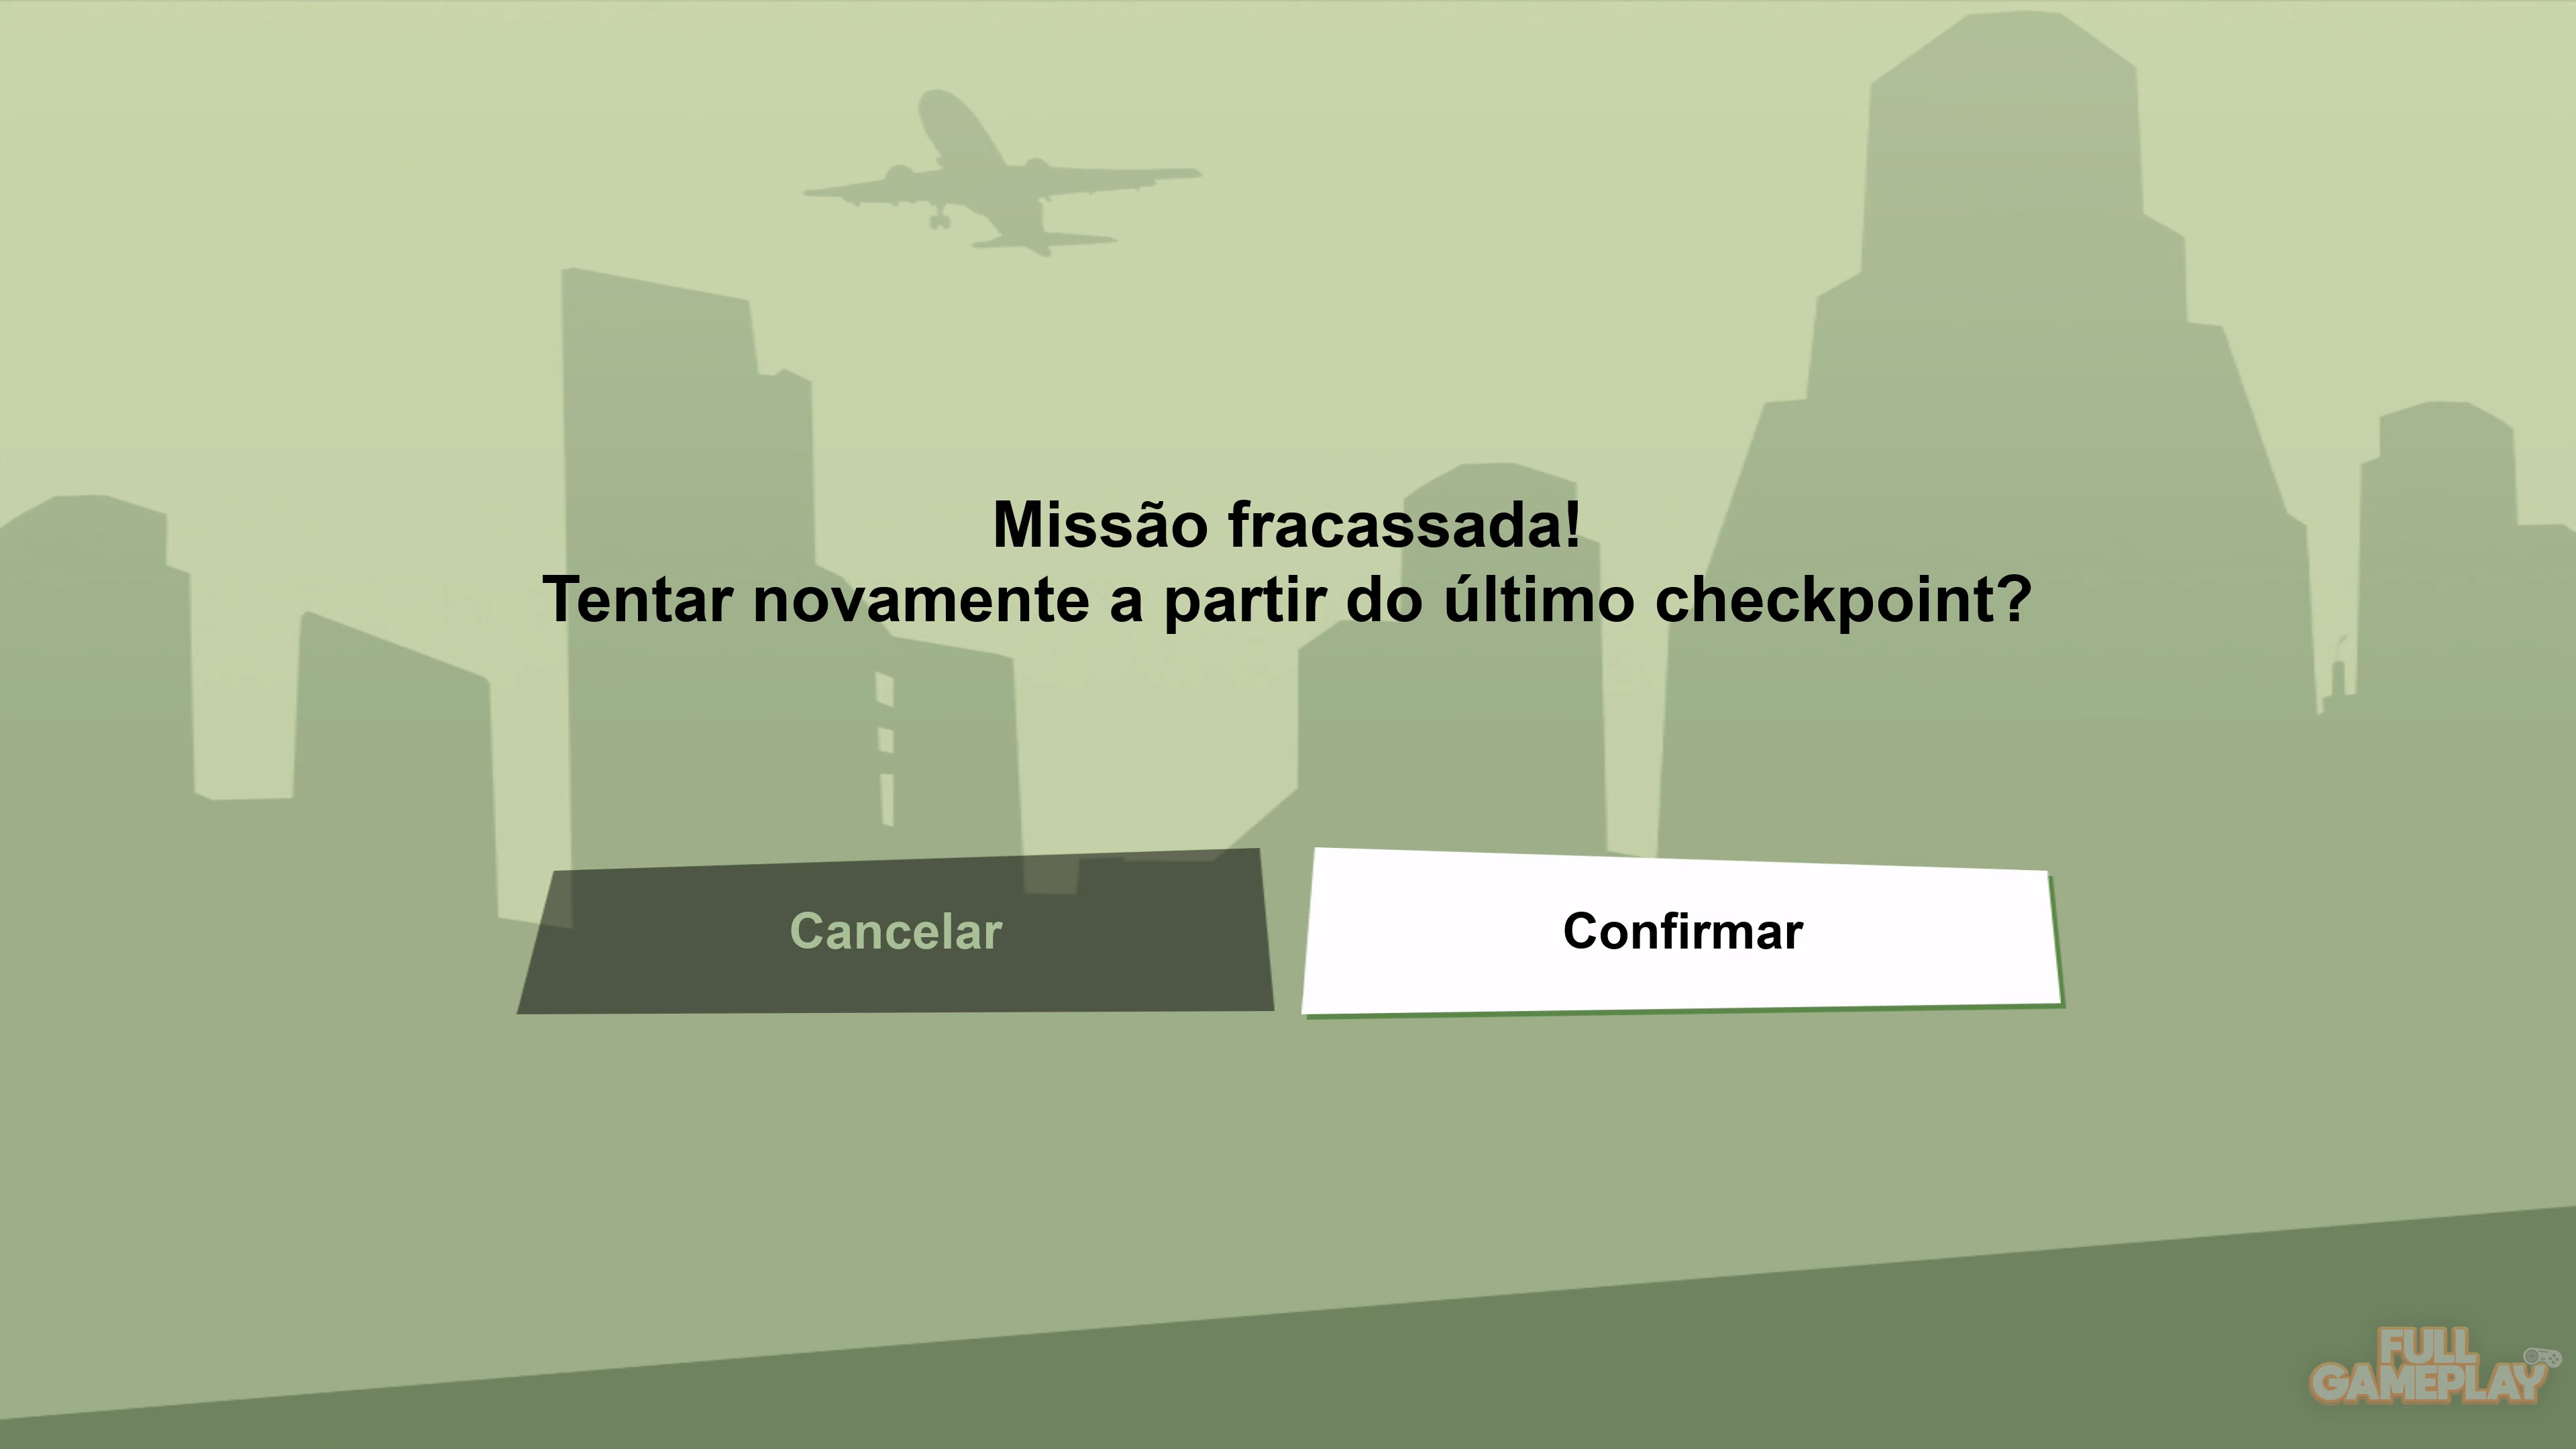 Missão fracassada!
Tentar novamente a partir do último checkpoint?
Cancelar
Confirmar
FULL
GAMEPLAY